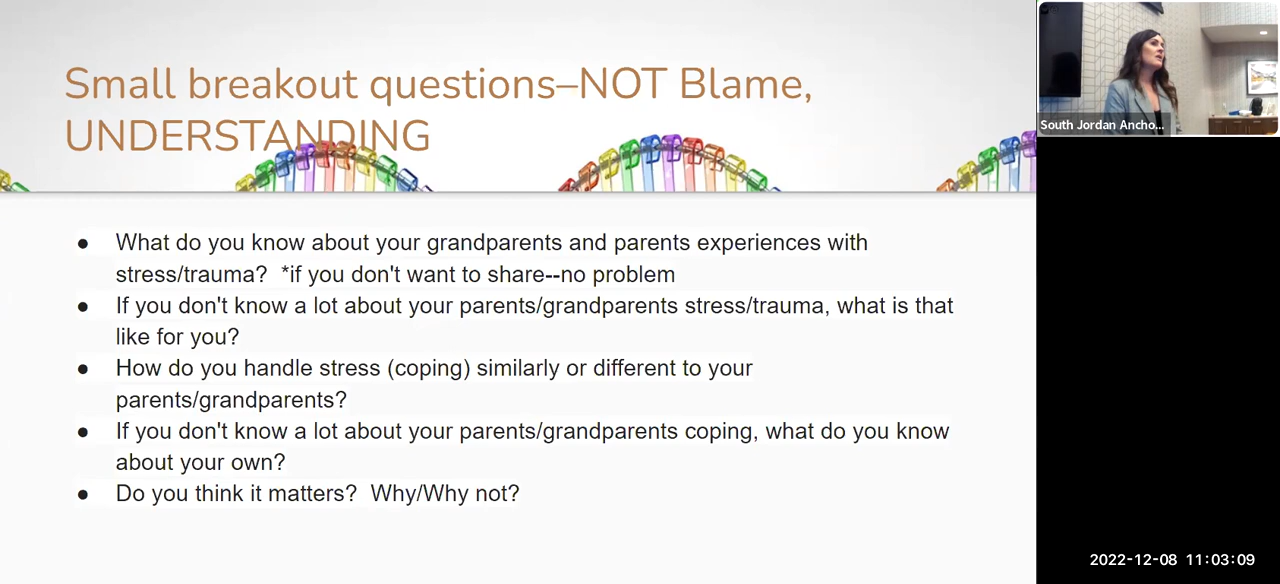 Small breakout questions–NOT Blame,
UNDERSTANDING
● What do you know about your grandparents and parents experiences with
stress/trauma?  *if you don't want to share--no problem
● If you don't know a lot about your parents/grandparents stress/trauma, what is that
like for you?
● How do you handle stress (coping) similarly or different to your
parents/grandparents?
● If you don't know a lot about your parents/grandparents coping, what do you know
about your own?
● Do you think it matters?  Why/Why not?
South Jordan Ancho...
2022-12-08 11:03:09